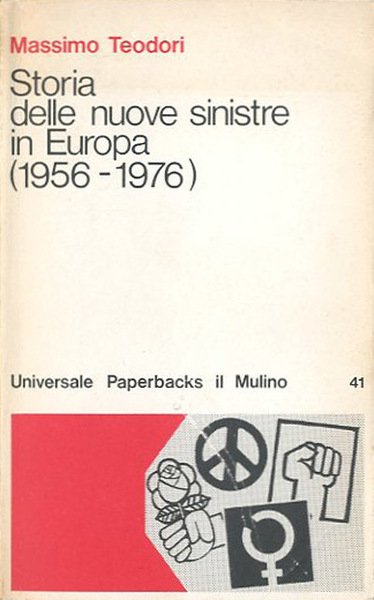 Massimo Teodori
Storia
delle nuove sinistre
in Europa
(1956-1976)
Universale Paperbacks il Mulino 41